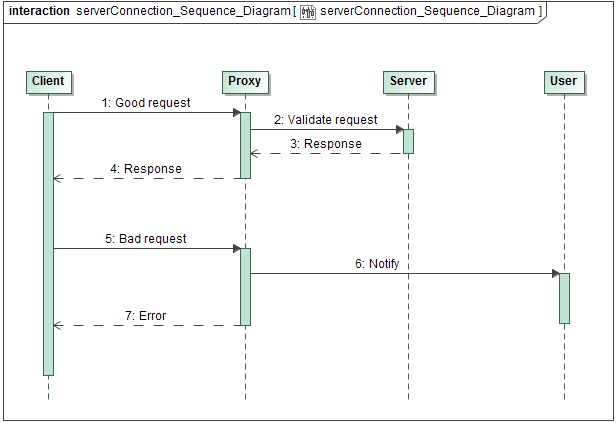 interaction serverConnection_Sequence_Diagram [ serverConnection_Sequence_Diagram ]
Client Proxy Server User
1: Good request
2: Validate request
3: Response
4: Response
5: Bad request
6: Notify
7: Error